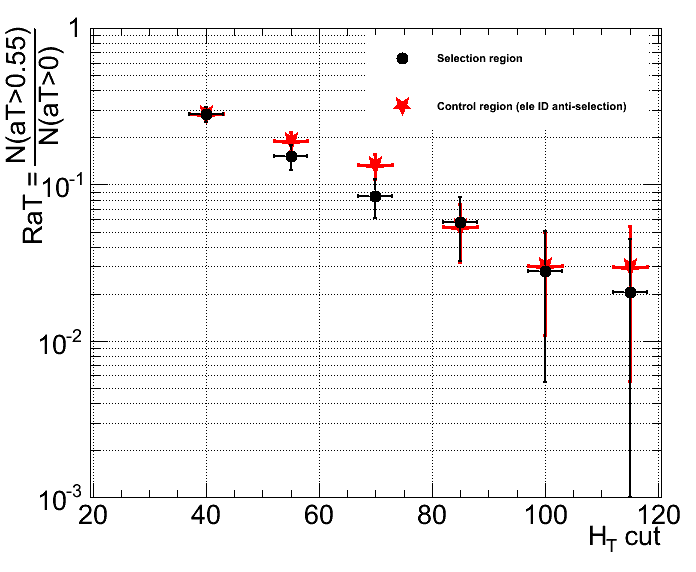 1
Selection region
Control region (ele ID anti-selection)
RaT = N(aT>0.55) / N(aT>0)
10^-1
10^-2
10^-3
20 40 60 80 100 120
H_T cut